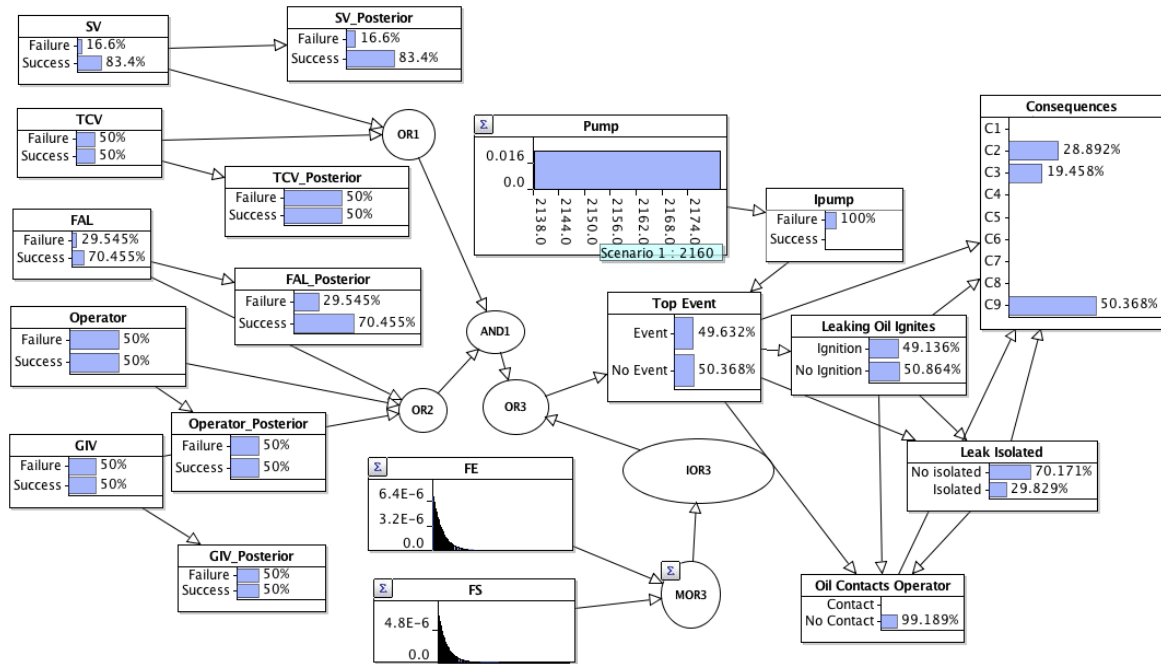 SV
Failure 16.6%
Success 83.4%
SV_Posterior
Failure 16.6%
Success 83.4%
TCV
Failure 50%
Success 50%
OR1
TCV_Posterior
Failure 50%
Success 50%
FAL
Failure 29.545%
Success 70.455%
FAL_Posterior
Failure 29.545%
Success 70.455%
Operator
Failure 50%
Success 50%
AND1
OR2
OR3
Operator_Posterior
Failure 50%
Success 50%
GIV
Failure 50%
Success 50%
GIV_Posterior
Failure 50%
Success 50%
Σ
Pump
0.016
0.0
2138.0
2144.0
2150.0
2156.0
2162.0
2168.0
2174.0
Scenario 1 : 2160
Ipump
Failure 100%
Success
Top Event
Event 49.632%
No Event 50.368%
Leaking Oil Ignites
Ignition 49.136%
No Ignition 50.864%
Consequences
C1
C2 28.892%
C3 19.458%
C4
C5
C6
C7
C8
C9 50.368%
Leak Isolated
No isolated 70.171%
Isolated 29.829%
IOR3
Σ
FE
6.4E-6
3.2E-6
0.0
Σ
MOR3
Σ
FS
4.8E-6
0.0
Oil Contacts Operator
Contact
No Contact 99.189%